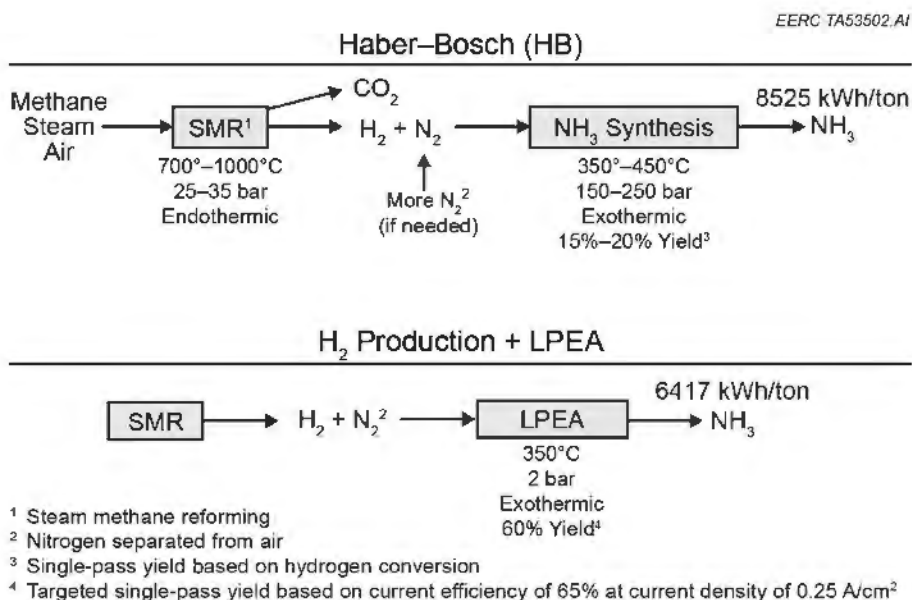 EERC TA53502.AI
Haber–Bosch (HB)
Methane
Steam
Air
SMR¹
700°–1000°C
25–35 bar
Endothermic
CO₂
H₂ + N₂
More N₂²
(if needed)
NH₃ Synthesis
350°–450°C
150–250 bar
Exothermic
15%–20% Yield³
8525 kWh/ton
NH₃
H₂ Production + LPEA
SMR
H₂ + N₂²
LPEA
350°C
2 bar
Exothermic
60% Yield⁴
6417 kWh/ton
NH₃
¹ Steam methane reforming
² Nitrogen separated from air
³ Single-pass yield based on hydrogen conversion
⁴ Targeted single-pass yield based on current efficiency of 65% at current density of 0.25 A/cm²